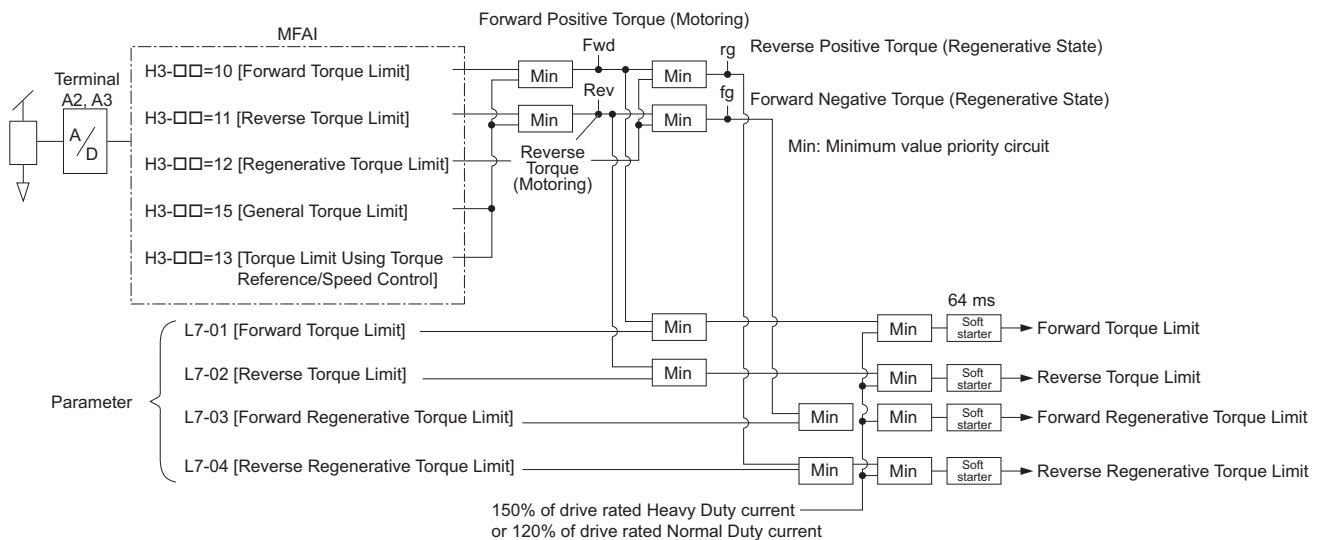 Forward Positive Torque (Motoring)
MFAI
Fwd
rg
Reverse Positive Torque (Regenerative State)
Terminal
A2, A3
A/D
H3-□□=10 [Forward Torque Limit]
Min
Min
Rev
fg
Forward Negative Torque (Regenerative State)
H3-□□=11 [Reverse Torque Limit]
Min
Min
Min: Minimum value priority circuit
H3-□□=12 [Regenerative Torque Limit]
Reverse
Torque
(Motoring)
H3-□□=15 [General Torque Limit]
H3-□□=13 [Torque Limit Using Torque
Reference/Speed Control]
64 ms
L7-01 [Forward Torque Limit]
Min
Min
Soft
starter
Forward Torque Limit
L7-02 [Reverse Torque Limit]
Min
Min
Soft
starter
Reverse Torque Limit
Parameter
L7-03 [Forward Regenerative Torque Limit]
Min
Min
Soft
starter
Forward Regenerative Torque Limit
L7-04 [Reverse Regenerative Torque Limit]
Min
Min
Soft
starter
Reverse Regenerative Torque Limit
150% of drive rated Heavy Duty current
or 120% of drive rated Normal Duty current